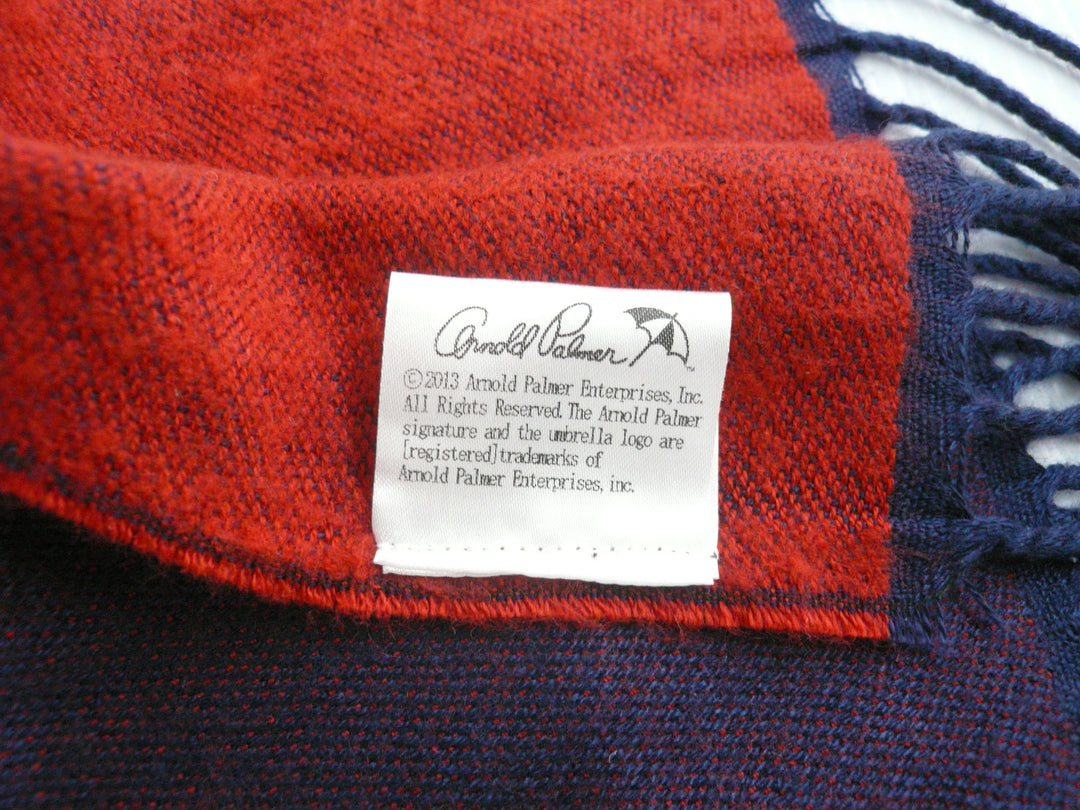 Arnold Palmer
©2013 Arnold Palmer Enterprises, Inc.
All Rights Reserved. The Arnold Palmer
signature and the umbrella logo are
[registered]trademarks of
Arnold Palmer Enterprises, inc.